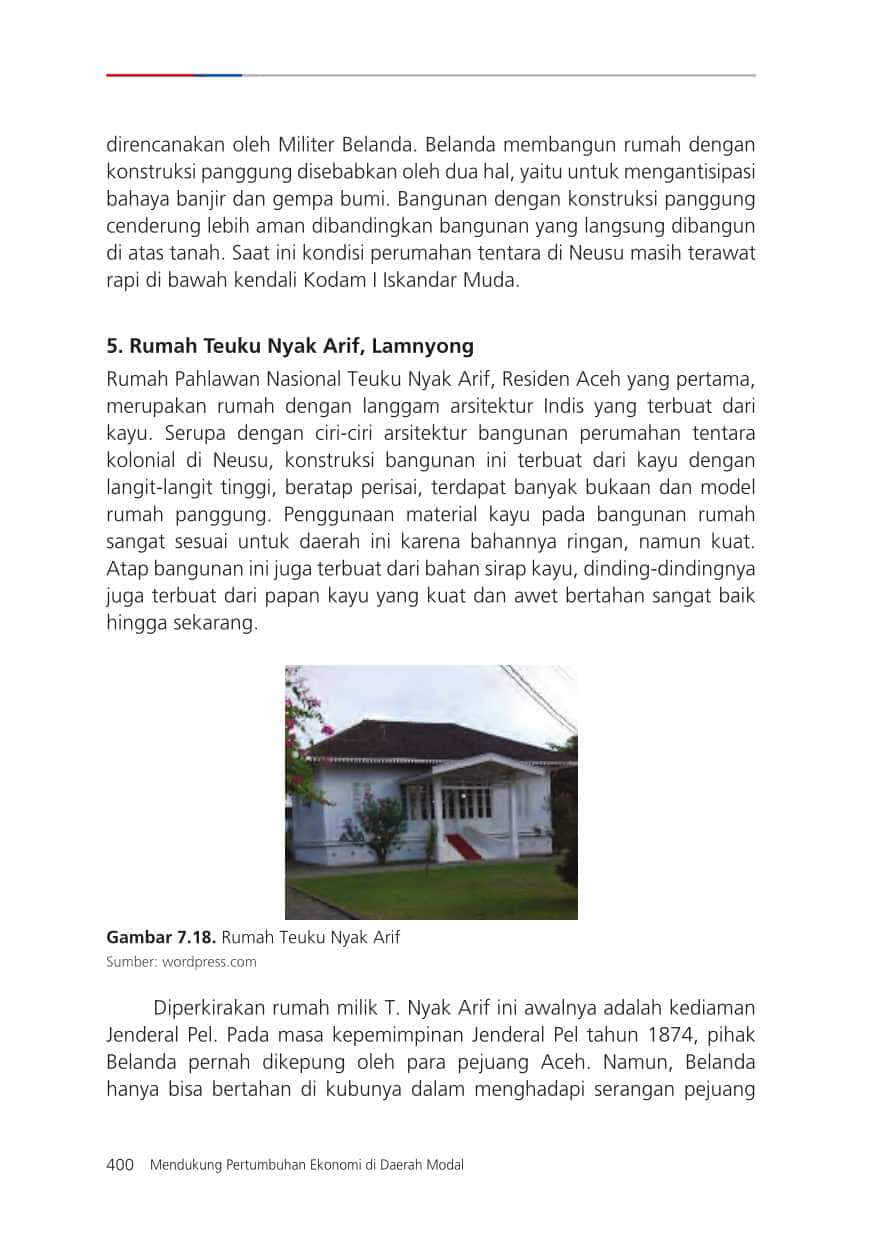 direncanakan oleh Militer Belanda. Belanda membangun rumah dengan
konstruksi panggung disebabkan oleh dua hal, yaitu untuk mengantisipasi
bahaya banjir dan gempa bumi. Bangunan dengan konstruksi panggung
cenderung lebih aman dibandingkan bangunan yang langsung dibangun
di atas tanah. Saat ini kondisi perumahan tentara di Neusu masih terawat
rapi di bawah kendali Kodam I Iskandar Muda.
5. Rumah Teuku Nyak Arif, Lamnyong
Rumah Pahlawan Nasional Teuku Nyak Arif, Residen Aceh yang pertama,
merupakan rumah dengan langgam arsitektur Indis yang terbuat dari
kayu. Serupa dengan ciri-ciri arsitektur bangunan perumahan tentara
kolonial di Neusu, konstruksi bangunan ini terbuat dari kayu dengan
langit-langit tinggi, beratap perisai, terdapat banyak bukaan dan model
rumah panggung. Penggunaan material kayu pada bangunan rumah
sangat sesuai untuk daerah ini karena bahannya ringan, namun kuat.
Atap bangunan ini juga terbuat dari bahan sirap kayu, dinding-dindingnya
juga terbuat dari papan kayu yang kuat dan awet bertahan sangat baik
hingga sekarang.
Gambar 7.18. Rumah Teuku Nyak Arif
Sumber: wordpress.com
Diperkirakan rumah milik T. Nyak Arif ini awalnya adalah kediaman
Jenderal Pel. Pada masa kepemimpinan Jenderal Pel tahun 1874, pihak
Belanda pernah dikepung oleh para pejuang Aceh. Namun, Belanda
hanya bisa bertahan di kubunya dalam menghadapi serangan pejuang
400 Mendukung Pertumbuhan Ekonomi di Daerah Modal